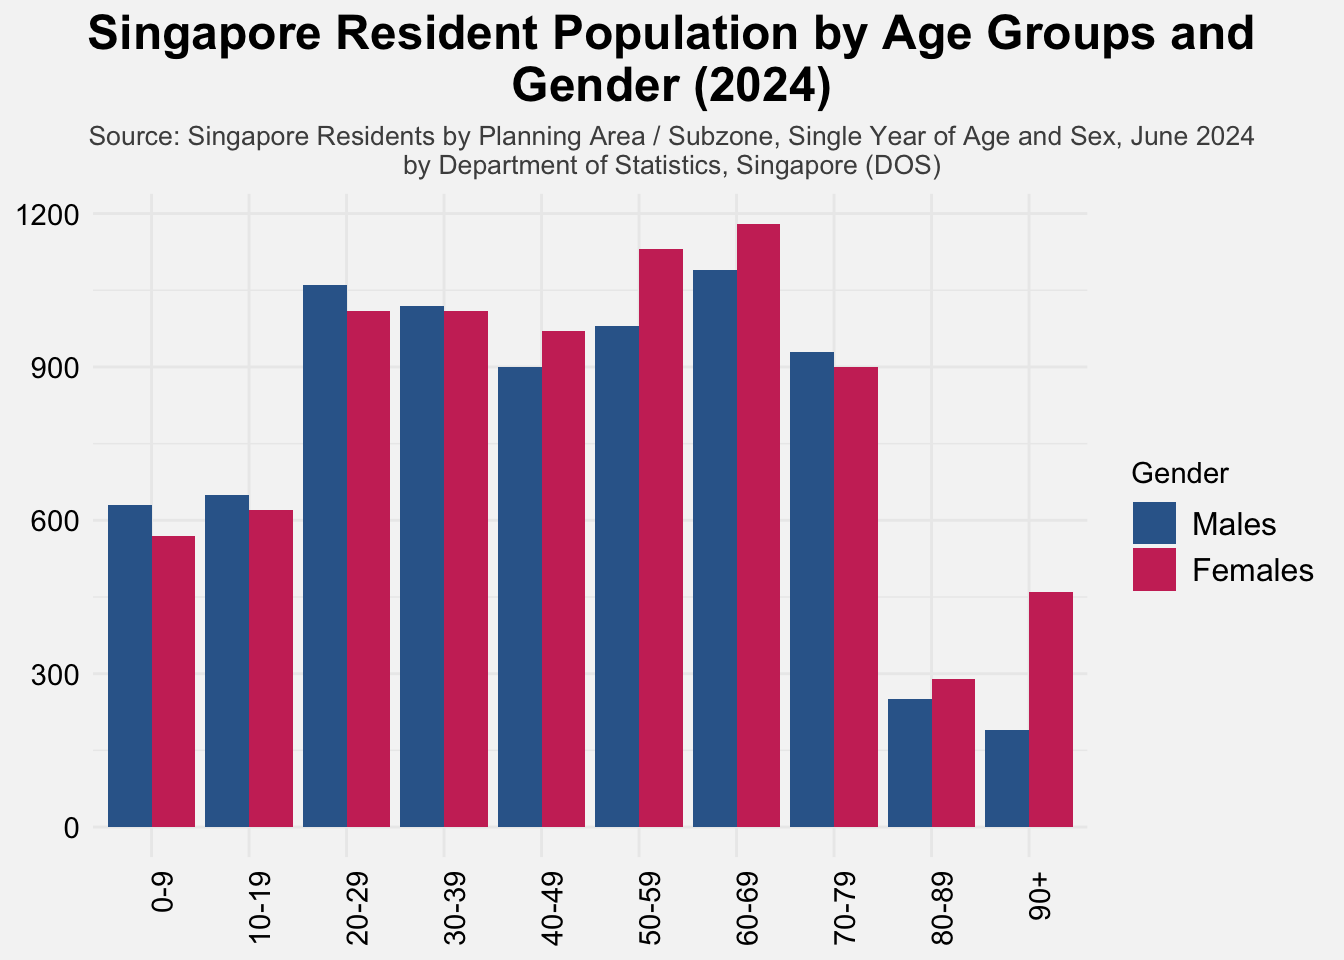 Singapore Resident Population by Age Groups and
Gender (2024)
Source: Singapore Residents by Planning Area / Subzone, Single Year of Age and Sex, June 2024
by Department of Statistics, Singapore (DOS)
1200
900
600
300
0
0-9
10-19
20-29
30-39
40-49
50-59
60-69
70-79
80-89
90+
Gender
Males
Females